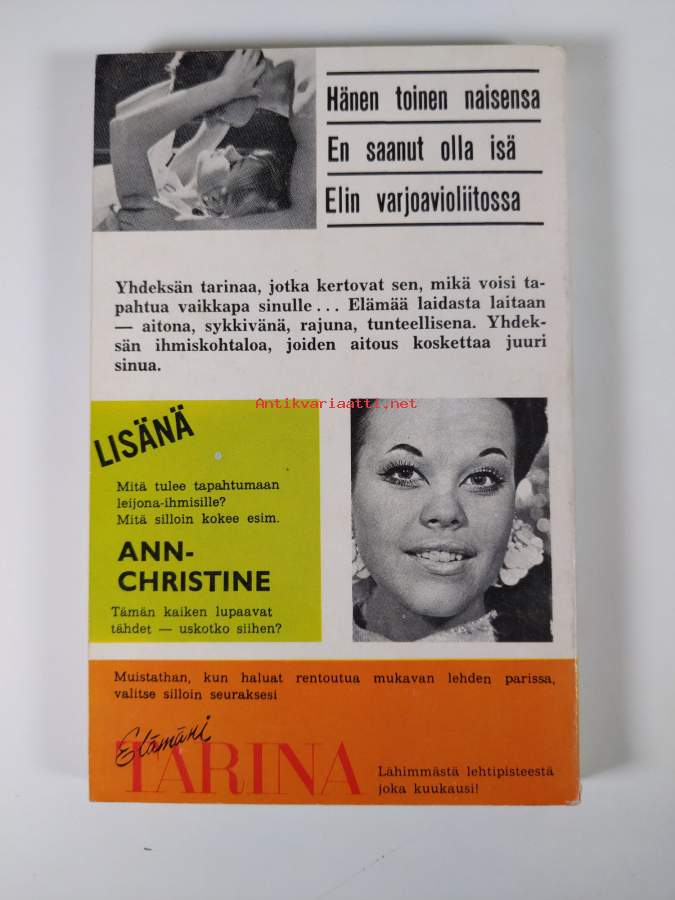 Hänen toinen naisensa
En saanut olla isä
Elin varjoavioliitossa
Yhdeksän tarinaa, jotka kertovat sen, mikä voisi ta-
pahtua vaikkapa sinulle ... Elämää laidasta laitaan
— aitona, sykkivänä, rajuna, tunteellisena. Yhdek-
sän ihmiskohtaloa, joiden aitous koskettaa juuri
sinua.
Antikvariaatti.net
LISÄNÄ
Mitä tulee tapahtumaan
leijona-ihmisille?
Mitä silloin kokee esim.
ANN-
CHRISTINE
Tämän kaiken lupaavat
tähdet — uskotko siihen?
Muistathan, kun haluat rentoutua mukavan lehden parissa,
valitse silloin seuraksesi
Elämäni
TARINA
Lähimmästä lehtipisteestä
joka kuukausi!